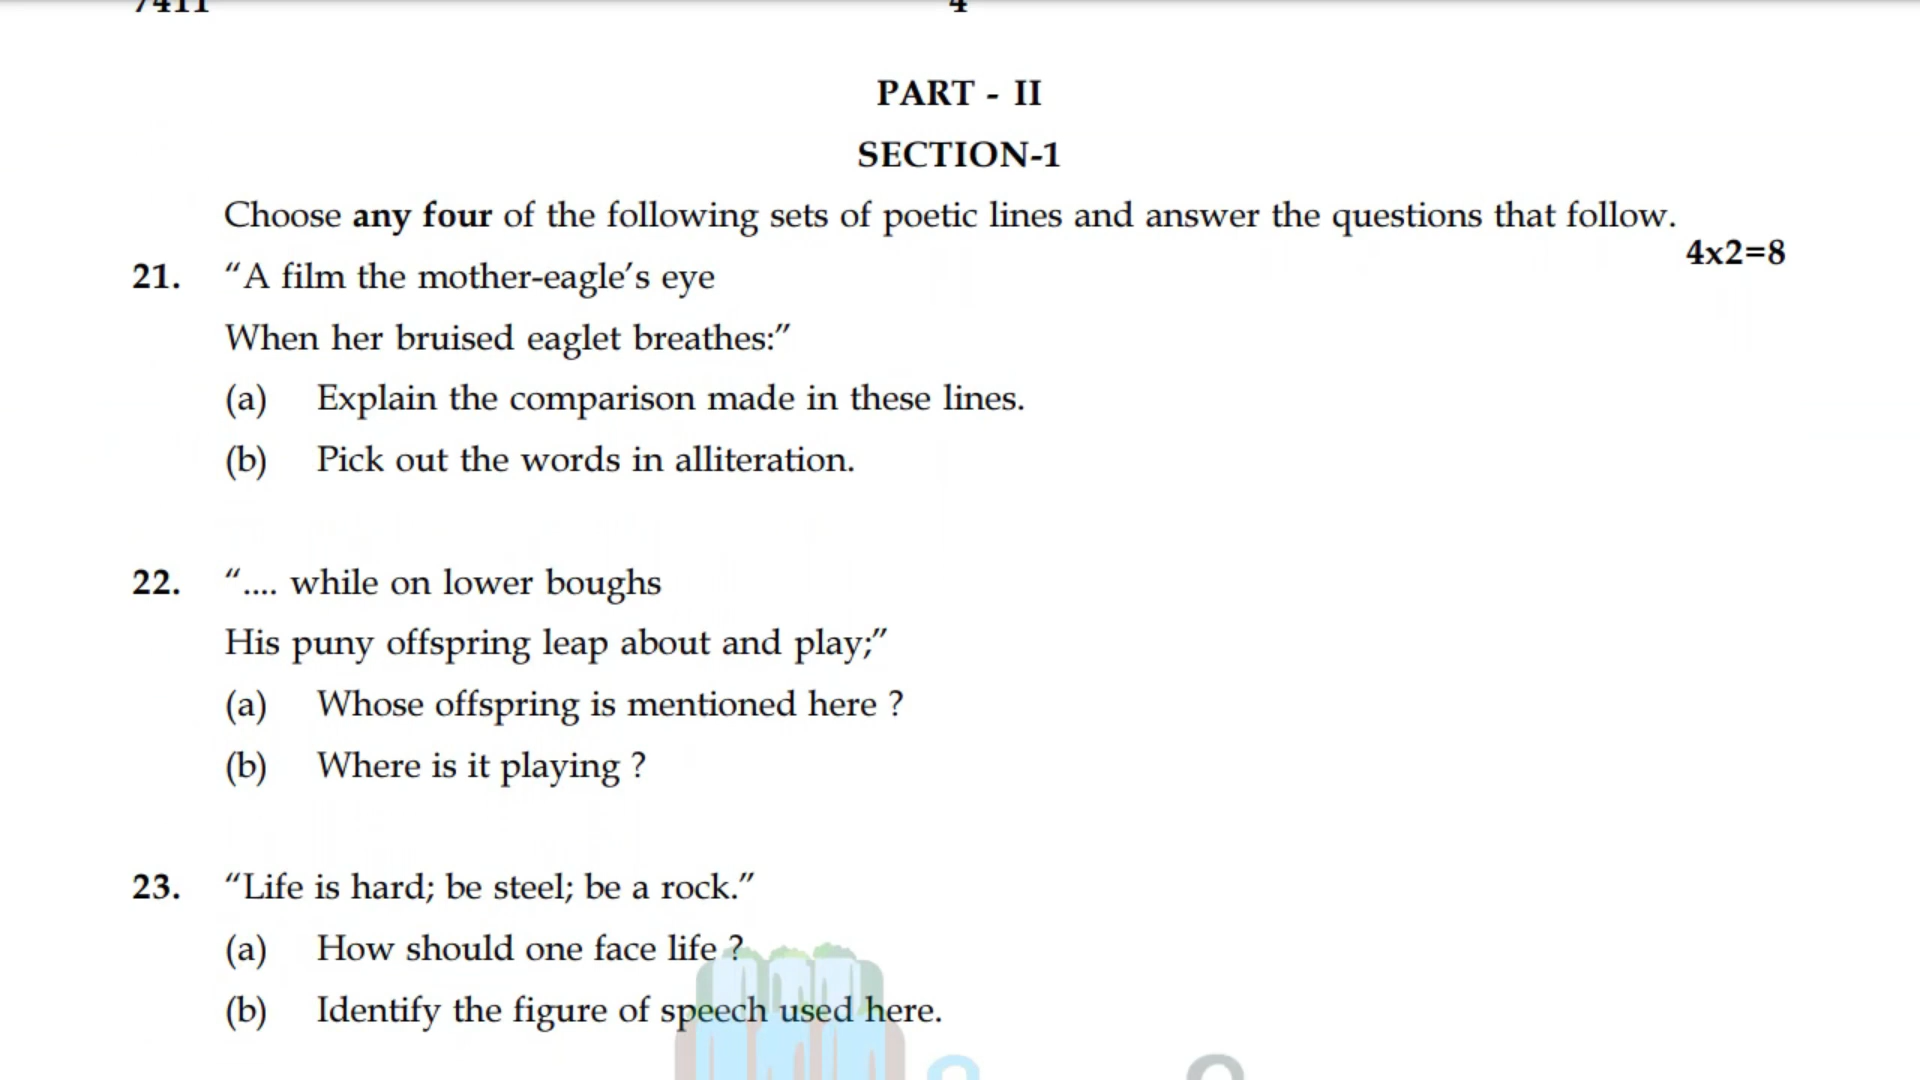 7411 4
PART - II
SECTION-1
Choose any four of the following sets of poetic lines and answer the questions that follow.
4x2=8
21. “A film the mother-eagle’s eye
When her bruised eaglet breathes:”
(a) Explain the comparison made in these lines.
(b) Pick out the words in alliteration.
22. “.... while on lower boughs
His puny offspring leap about and play;”
(a) Whose offspring is mentioned here ?
(b) Where is it playing ?
23. “Life is hard; be steel; be a rock.”
(a) How should one face life ?
(b) Identify the figure of speech used here.